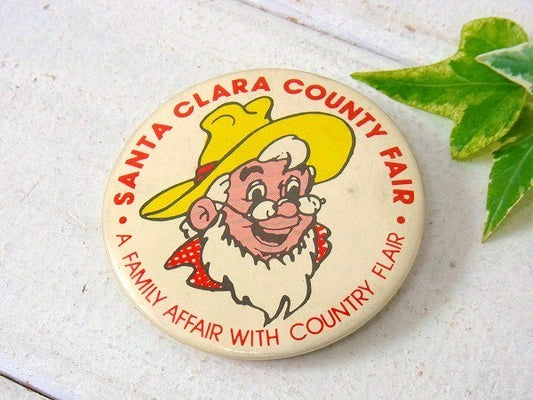 • SANTA CLARA COUNTY FAIR •
A FAMILY AFFAIR WITH COUNTRY FLAIR